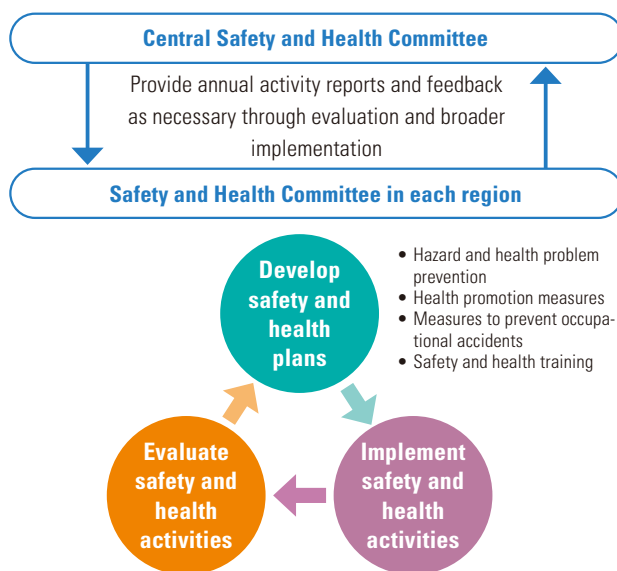 Central Safety and Health Committee
Provide annual activity reports and feedback
as necessary through evaluation and broader
implementation
Safety and Health Committee in each region
Develop
safety and
health
plans
• Hazard and health problem
prevention
• Health promotion measures
• Measures to prevent occupa-
tional accidents
• Safety and health training
Evaluate
safety and
health
activities
Implement
safety and
health
activities